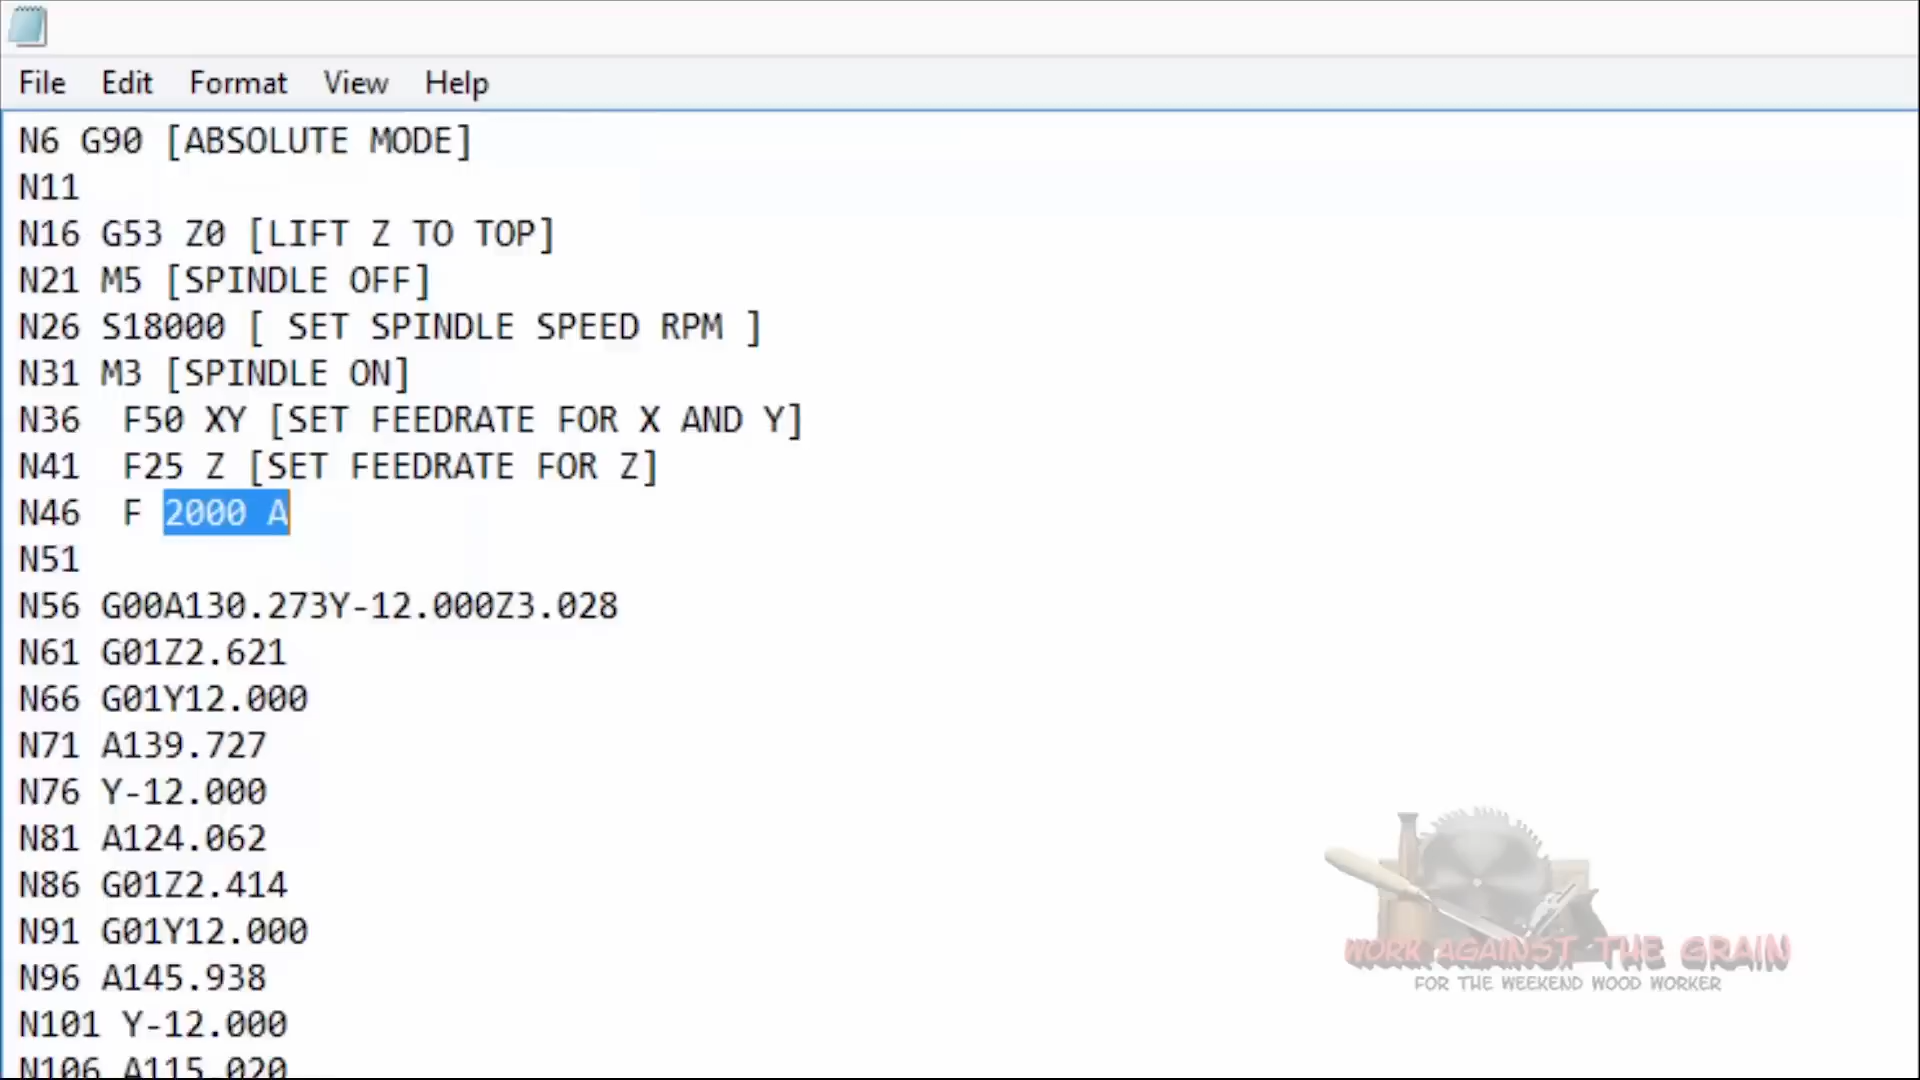 File Edit Format View Help
N6 G90 [ABSOLUTE MODE]
N11
N16 G53 Z0 [LIFT Z TO TOP]
N21 M5 [SPINDLE OFF]
N26 S18000 [ SET SPINDLE SPEED RPM ]
N31 M3 [SPINDLE ON]
N36  F50 XY [SET FEEDRATE FOR X AND Y]
N41  F25 Z [SET FEEDRATE FOR Z]
N46  F 2000 A
N51
N56 G00A130.273Y-12.000Z3.028
N61 G01Z2.621
N66 G01Y12.000
N71 A139.727
N76 Y-12.000
N81 A124.062
N86 G01Z2.414
N91 G01Y12.000
N96 A145.938
N101 Y-12.000
N106 A115.020
WORK AGAINST THE GRAIN
FOR THE WEEKEND WOOD WORKER